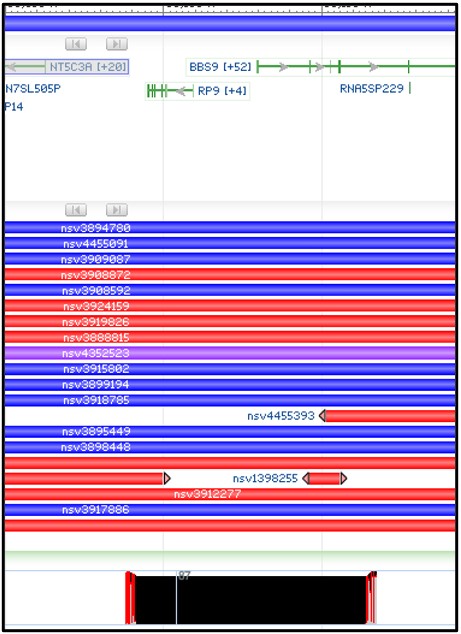 NT5C3A [+20]
BBS9 [+52]
N7SL505P
RP9 [+4]
RNA5SP229
P14
nsv3894780
nsv4455091
nsv3909087
nsv3908872
nsv3908592
nsv3924159
nsv3919826
nsv3888815
nsv4352523
nsv3915802
nsv3899194
nsv3918785
nsv4455393
nsv3895449
nsv3898448
nsv1398255
nsv3912277
nsv3917886
87